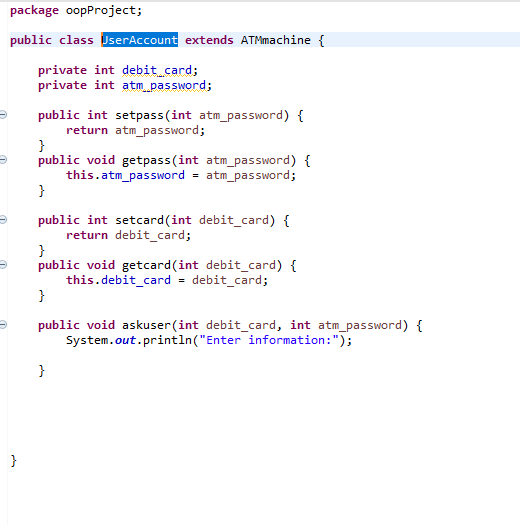 package oopProject;
public class UserAccount extends ATMmachine {
private int debit_card;
private int atm_password;
public int setpass(int atm_password) {
return atm_password;
}
public void getpass(int atm_password) {
this.atm_password = atm_password;
}
public int setcard(int debit_card) {
return debit_card;
}
public void getcard(int debit_card) {
this.debit_card = debit_card;
}
public void askuser(int debit_card, int atm_password) {
System.out.println("Enter information:");
}
}